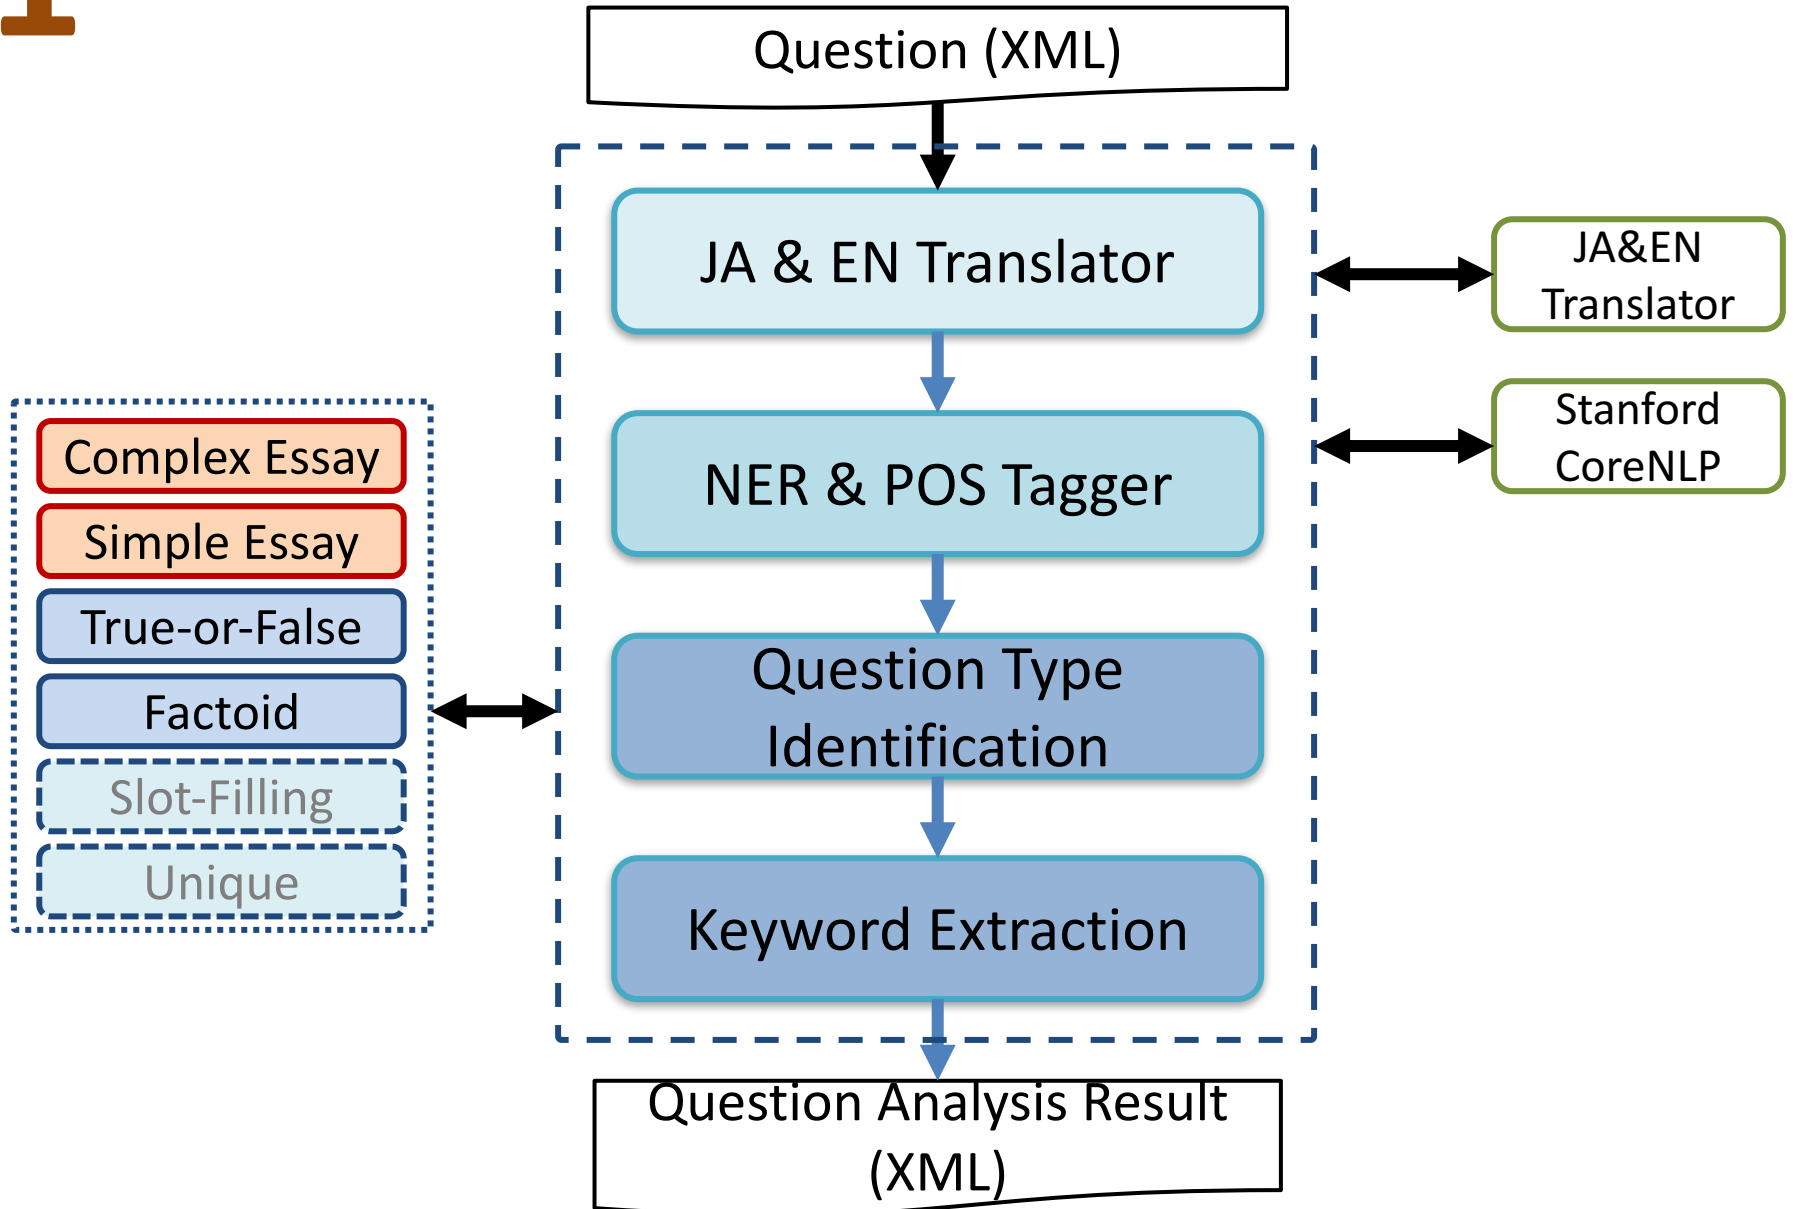 Question (XML)
JA & EN Translator
NER & POS Tagger
Question Type
Identification
Keyword Extraction
Question Analysis Result
(XML)
JA&EN
Translator
Stanford
CoreNLP
Complex Essay
Simple Essay
True-or-False
Factoid
Slot-Filling
Unique